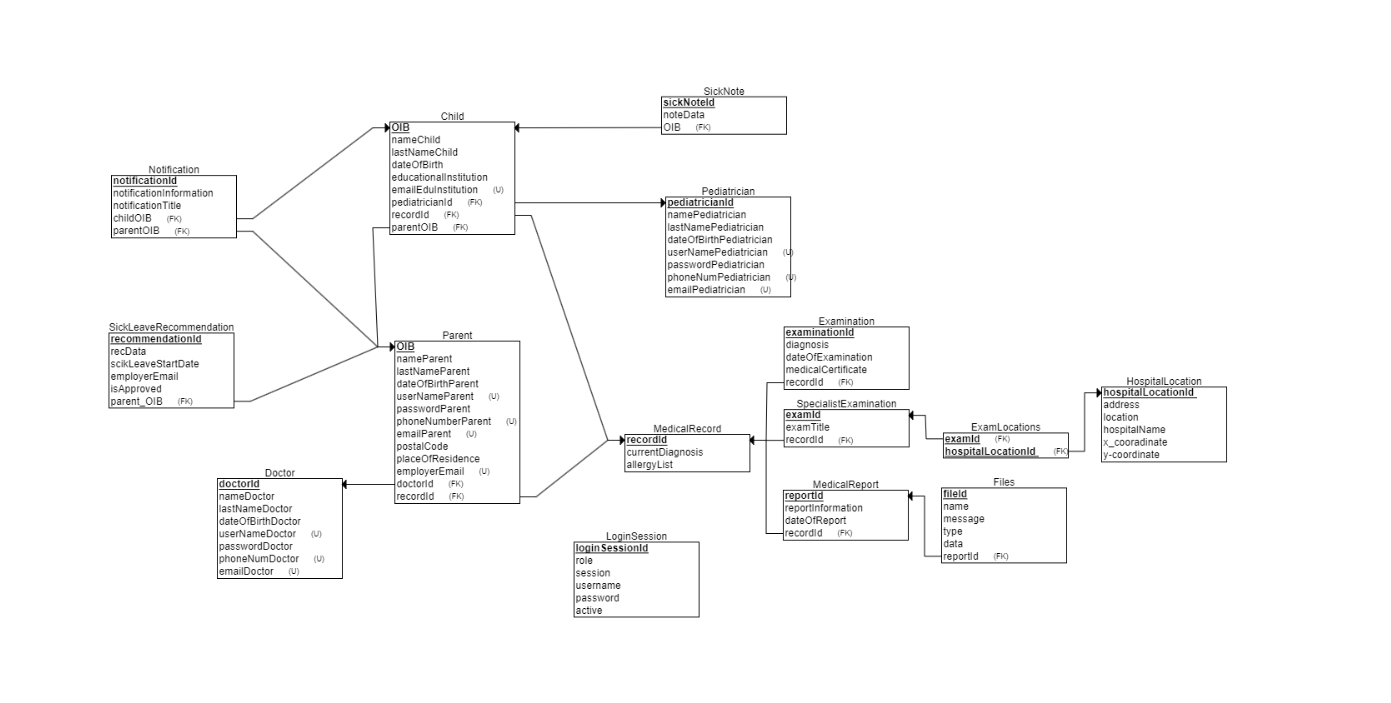 SickNote
sickNoteId
noteData
OIB (FK)
Child
OIB
nameChild
lastNameChild
dateOfBirth
educationalInstitution
emailEduInstitution (U)
pediatricianId (FK)
recordId (FK)
parentOIB (FK)
Notification
notificationId
notificationInformation
notificationTitle
childOIB (FK)
parentOIB (FK)
Pediatrician
pediatricianId
namePediatrician
lastNamePediatrician
dateOfBirthPediatrician
userNamePediatrician (U)
passwordPediatrician
phoneNumPediatrician (U)
emailPediatrician (U)
SickLeaveRecommendation
recommendationId
recData
scikLeaveStartDate
employerEmail
isApproved
parent_OIB (FK)
Parent
OIB
nameParent
lastNameParent
dateOfBirthParent
userNameParent (U)
passwordParent
phoneNumberParent (U)
emailParent (U)
postalCode
placeOfResidence
employerEmail (U)
doctorId (FK)
recordId (FK)
Examination
examinationId
diagnosis
dateOfExamination
medicalCertificate
recordId (FK)
SpecialistExamination
examId
examTitle
recordId (FK)
HospitalLocation
hospitalLocationId
address
location
hospitalName
x_cooradinate
y-coordinate
ExamLocations
examId (FK)
hospitalLocationId (FK)
MedicalRecord
recordId
currentDiagnosis
allergyList
Doctor
doctorId
nameDoctor
lastNameDoctor
dateOfBirthDoctor
userNameDoctor (U)
passwordDoctor
phoneNumDoctor (U)
emailDoctor (U)
MedicalReport
reportId
reportInformation
dateOfReport
recordId (FK)
Files
fileId
name
message
type
data
reportId (FK)
LoginSession
loginSessionId
role
session
username
password
active